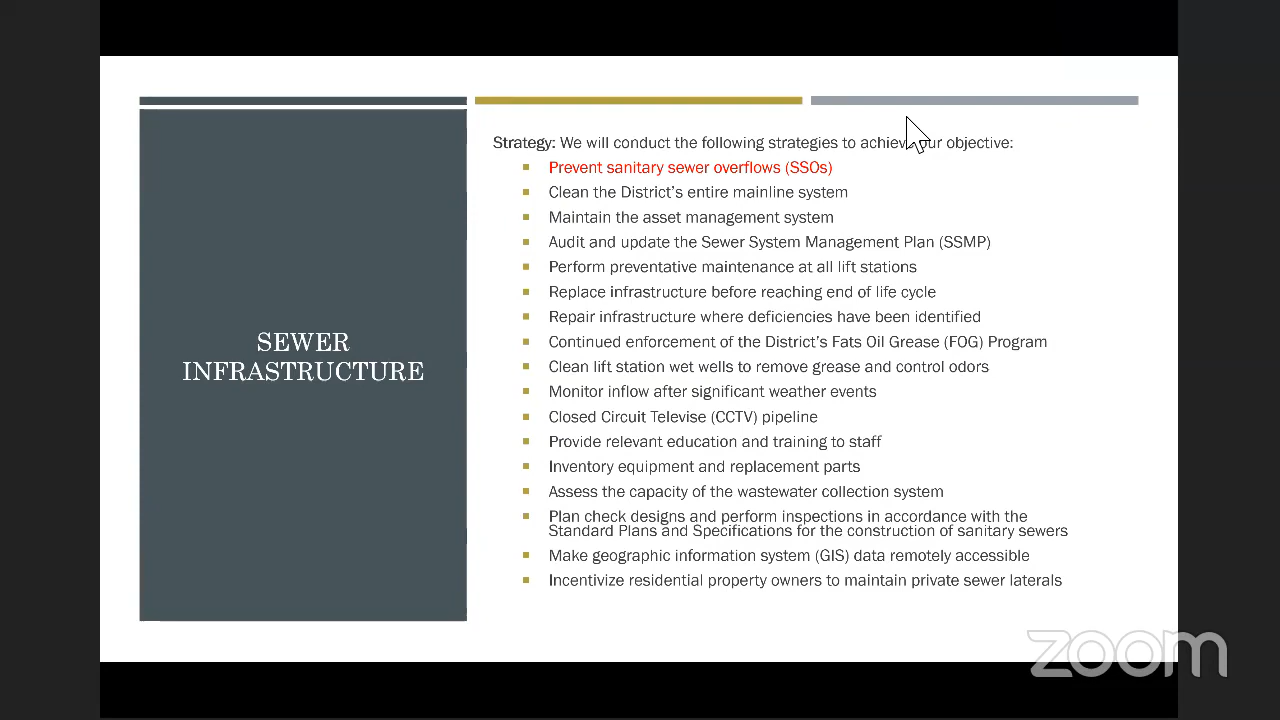 Strategy: We will conduct the following strategies to achieve our objective:
Prevent sanitary sewer overflows (SSOs)
Clean the District's entire mainline system
Maintain the asset management system
Audit and update the Sewer System Management Plan (SSMP)
Perform preventative maintenance at all lift stations
Replace infrastructure before reaching end of life cycle
Repair infrastructure where deficiencies have been identified
Continued enforcement of the District's Fats Oil Grease (FOG) Program
Clean lift station wet wells to remove grease and control odors
Monitor inflow after significant weather events
Closed Circuit Televise (CCTV) pipeline
Provide relevant education and training to staff
Inventory equipment and replacement parts
Assess the capacity of the wastewater collection system
Plan check designs and perform inspections in accordance with the
Standard Plans and Specifications for the construction of sanitary sewers
Make geographic information system (GIS) data remotely accessible
Incentivize residential property owners to maintain private sewer laterals
SEWER
INFRASTRUCTURE
zoom